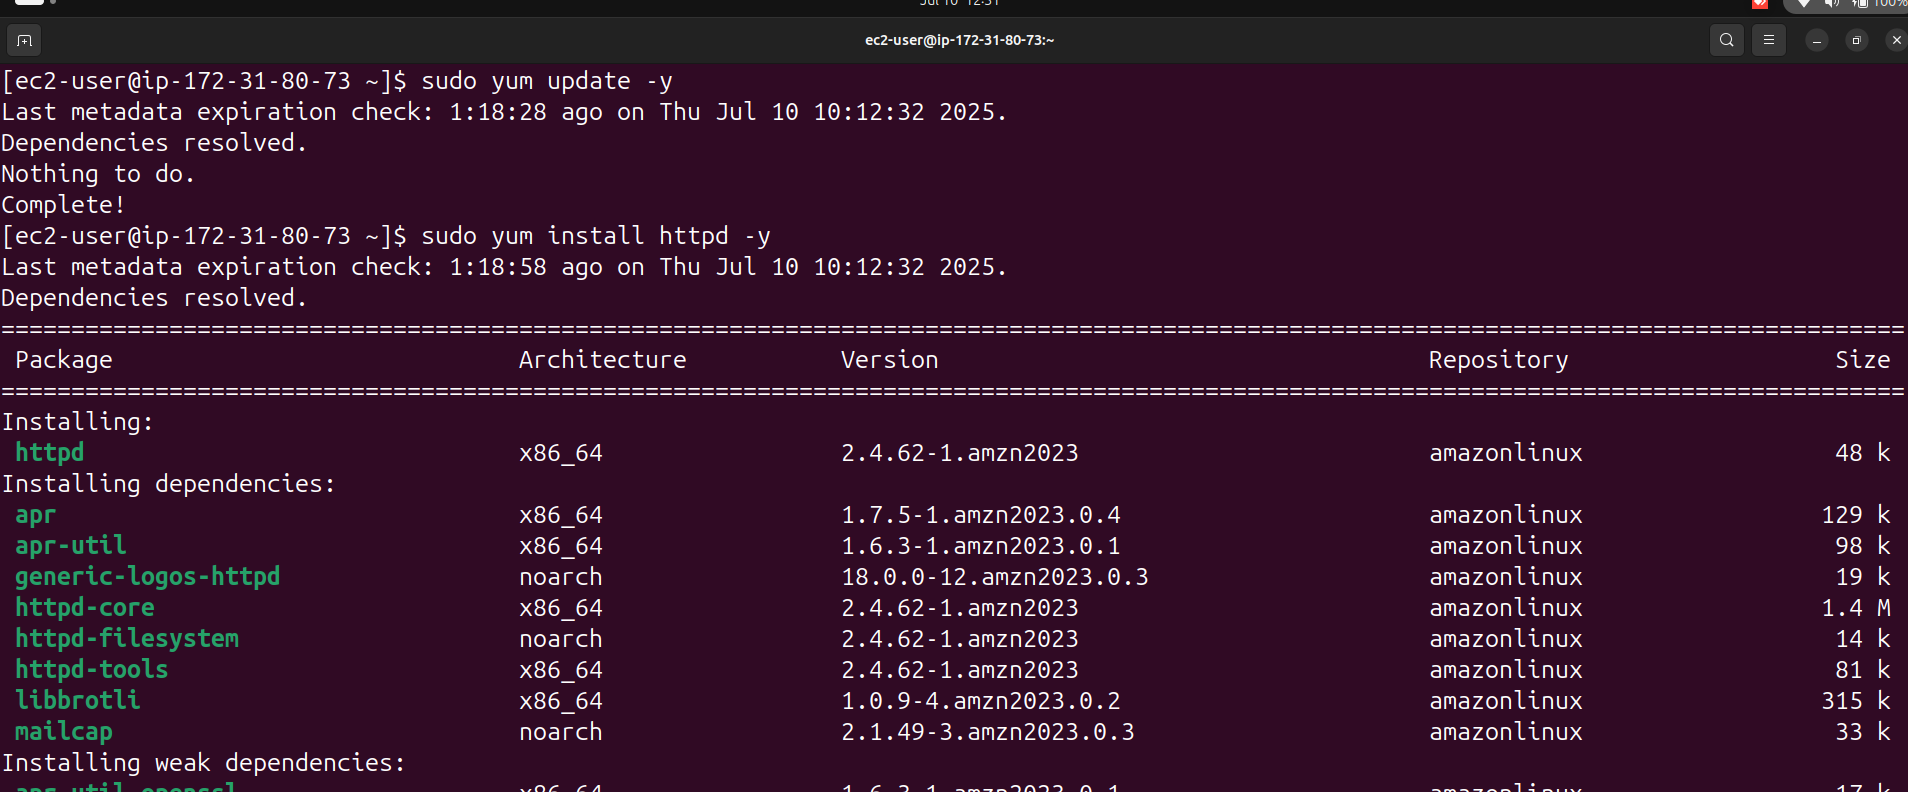 Jul 10 12:31
100%
ec2-user@ip-172-31-80-73:~
[ec2-user@ip-172-31-80-73 ~]$ sudo yum update -y
Last metadata expiration check: 1:18:28 ago on Thu Jul 10 10:12:32 2025.
Dependencies resolved.
Nothing to do.
Complete!
[ec2-user@ip-172-31-80-73 ~]$ sudo yum install httpd -y
Last metadata expiration check: 1:18:58 ago on Thu Jul 10 10:12:32 2025.
Dependencies resolved.
========================================================================================================================================
Package Architecture Version Repository Size
========================================================================================================================================
Installing:
httpd x86_64 2.4.62-1.amzn2023 amazonlinux 48 k
Installing dependencies:
apr x86_64 1.7.5-1.amzn2023.0.4 amazonlinux 129 k
apr-util x86_64 1.6.3-1.amzn2023.0.1 amazonlinux 98 k
generic-logos-httpd noarch 18.0.0-12.amzn2023.0.3 amazonlinux 19 k
httpd-core x86_64 2.4.62-1.amzn2023 amazonlinux 1.4 M
httpd-filesystem noarch 2.4.62-1.amzn2023 amazonlinux 14 k
httpd-tools x86_64 2.4.62-1.amzn2023 amazonlinux 81 k
libbrotli x86_64 1.0.9-4.amzn2023.0.2 amazonlinux 315 k
mailcap noarch 2.1.49-3.amzn2023.0.3 amazonlinux 33 k
Installing weak dependencies:
apr-util-openssl x86_64 1.6.3-1.amzn2023.0.1 amazonlinux 17 k